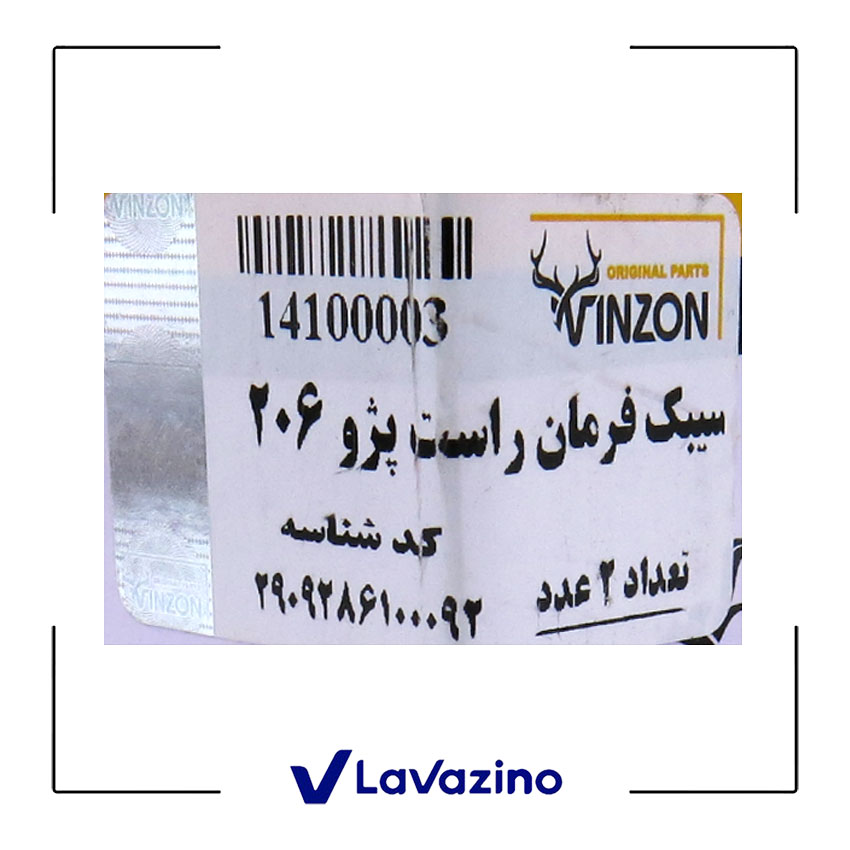 VINZON
14100003
ORIGINAL PARTS
VINZON
سیبک فرمان راست پژو ۲۰۶
کد شناسه
۲۹۰۹۲۸۶۱۰۰۰۹۲
تعداد ۲ عدد
VINZON
Lavazino